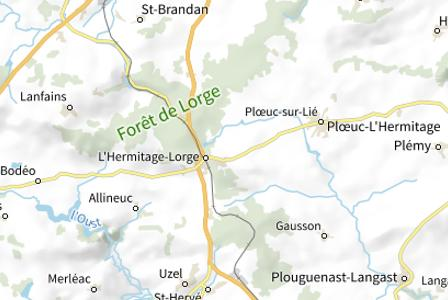 St-Brandan
Lanfains
Forêt de Lorge
Plœuc-sur-Lié
Plœuc-L'Hermitage
Plémy
L'Hermitage-Lorge
Bodéo
Allineuc
l'Oust
Gausson
Merléac
Uzel
St-Hervé
Plouguenast-Langast